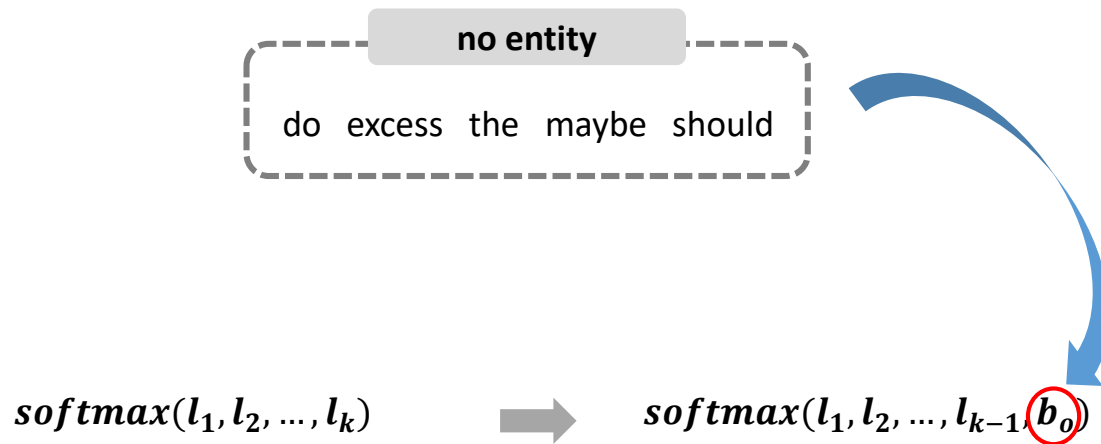 no entity
do excess the maybe should
softmax(l₁, l₂, …, lₖ)
softmax(l₁, l₂, …, lₖ₋₁, bₒ)